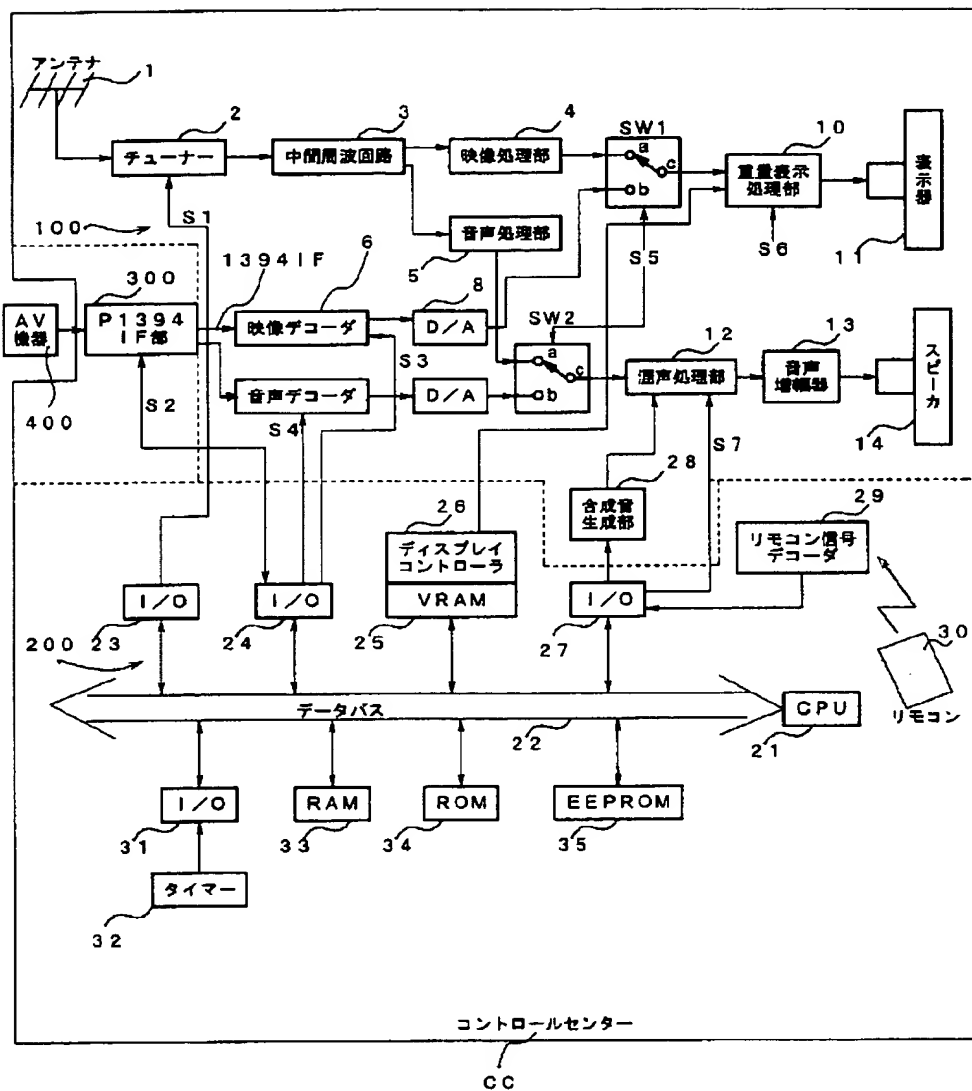 アンテナ
1
2
チューナー
3
中間周波回路
4
映像処理部
SW1
a
b
c
10
重畳表示
処理部
表示器
11
S1
100
音声処理部
5
S5
S6
300
1394IF
6
8
AV
機器
P1394
IF部
映像デコーダ
D/A
SW2
a
b
c
12
混声処理部
13
音声
増幅器
スピーカ
14
S2
S3
400
音声デコーダ
D/A
S4
S7
28
合成音
生成部
26
ディスプレイ
コントローラ
VRAM
25
29
リモコン信号
デコーダ
I/O
23
I/O
24
I/O
27
30
リモコン
200
データバス
22
CPU
21
I/O
31
RAM
33
ROM
34
EEPROM
35
タイマー
32
コントロールセンター
CC